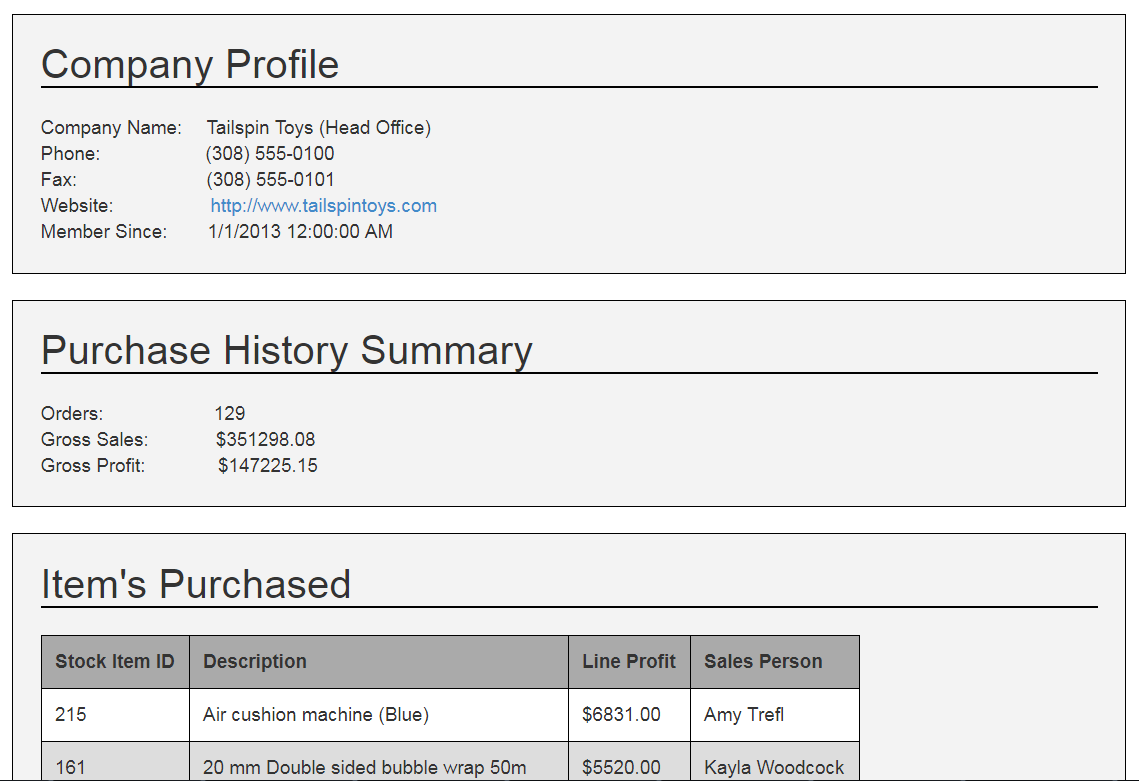 Company Profile
Company Name: Tailspin Toys (Head Office)
Phone: (308) 555-0100
Fax: (308) 555-0101
Website: http://www.tailspintoys.com
Member Since: 1/1/2013 12:00:00 AM
Purchase History Summary
Orders: 129
Gross Sales: $351298.08
Gross Profit: $147225.15
Item's Purchased
Stock Item ID Description Line Profit Sales Person
215 Air cushion machine (Blue) $6831.00 Amy Trefl
161 20 mm Double sided bubble wrap 50m $5520.00 Kayla Woodcock